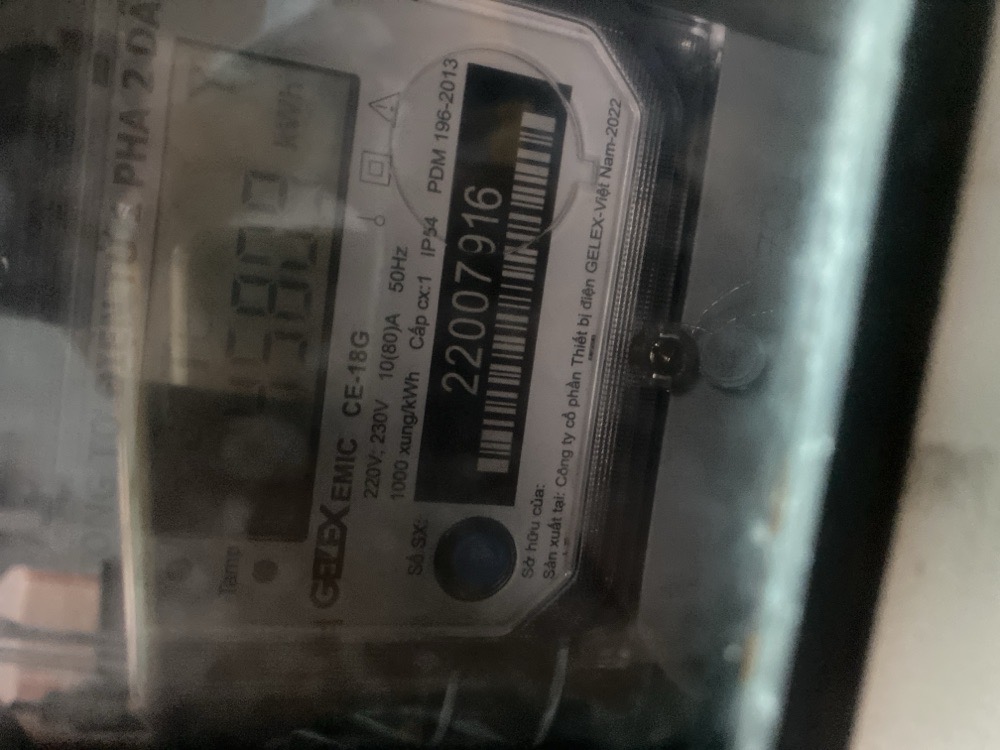 PHA 2 DÂ
kWh
GELEX EMIC CE-18G
220V; 230V 10(80)A 50Hz
1000 xung/kWh Cấp cx:1 IP54 PDM 196-2013
Số SX:
22007916
Sở hữu của:
Sản xuất tại: Công ty cổ phần Thiết bị điện GELEX-Việt Nam-2022